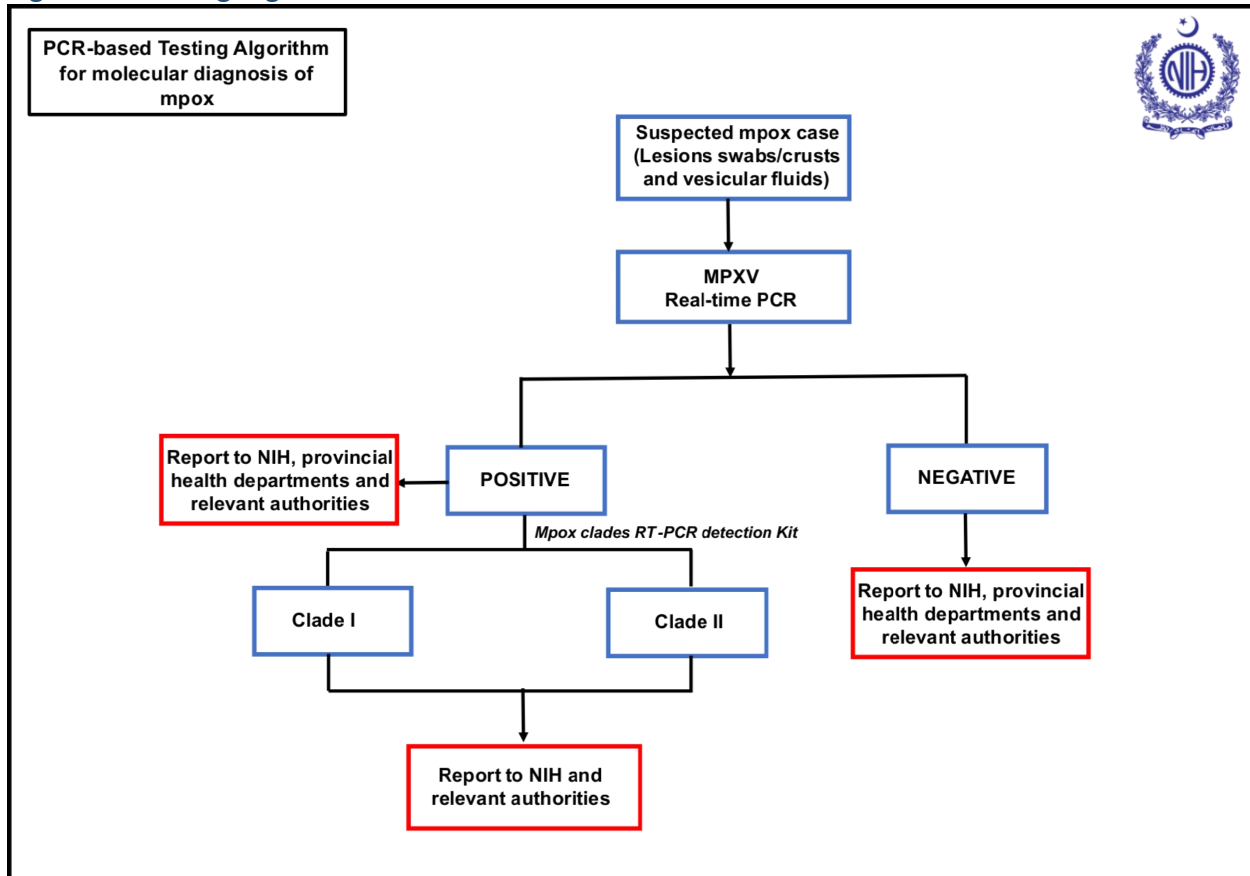 PCR-based Testing Algorithm
for molecular diagnosis of
mpox
NIH
Suspected mpox case
(Lesions swabs/crusts
and vesicular fluids)
MPXV
Real-time PCR
Report to NIH, provincial
health departments and
relevant authorities
POSITIVE
NEGATIVE
Mpox clades RT-PCR detection Kit
Clade I
Clade II
Report to NIH, provincial
health departments and
relevant authorities
Report to NIH and
relevant authorities